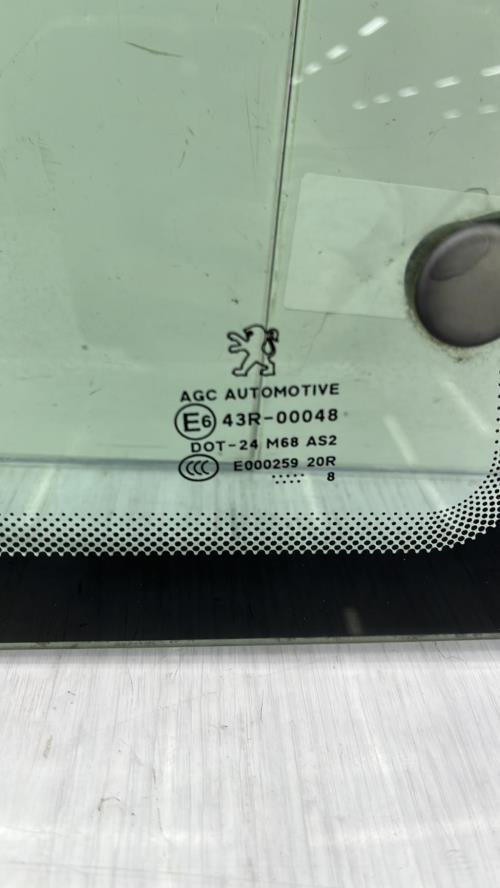 AGC AUTOMOTIVE
E6 43R-00048
DOT-24 M68 AS2
CCC E000259 20R
8